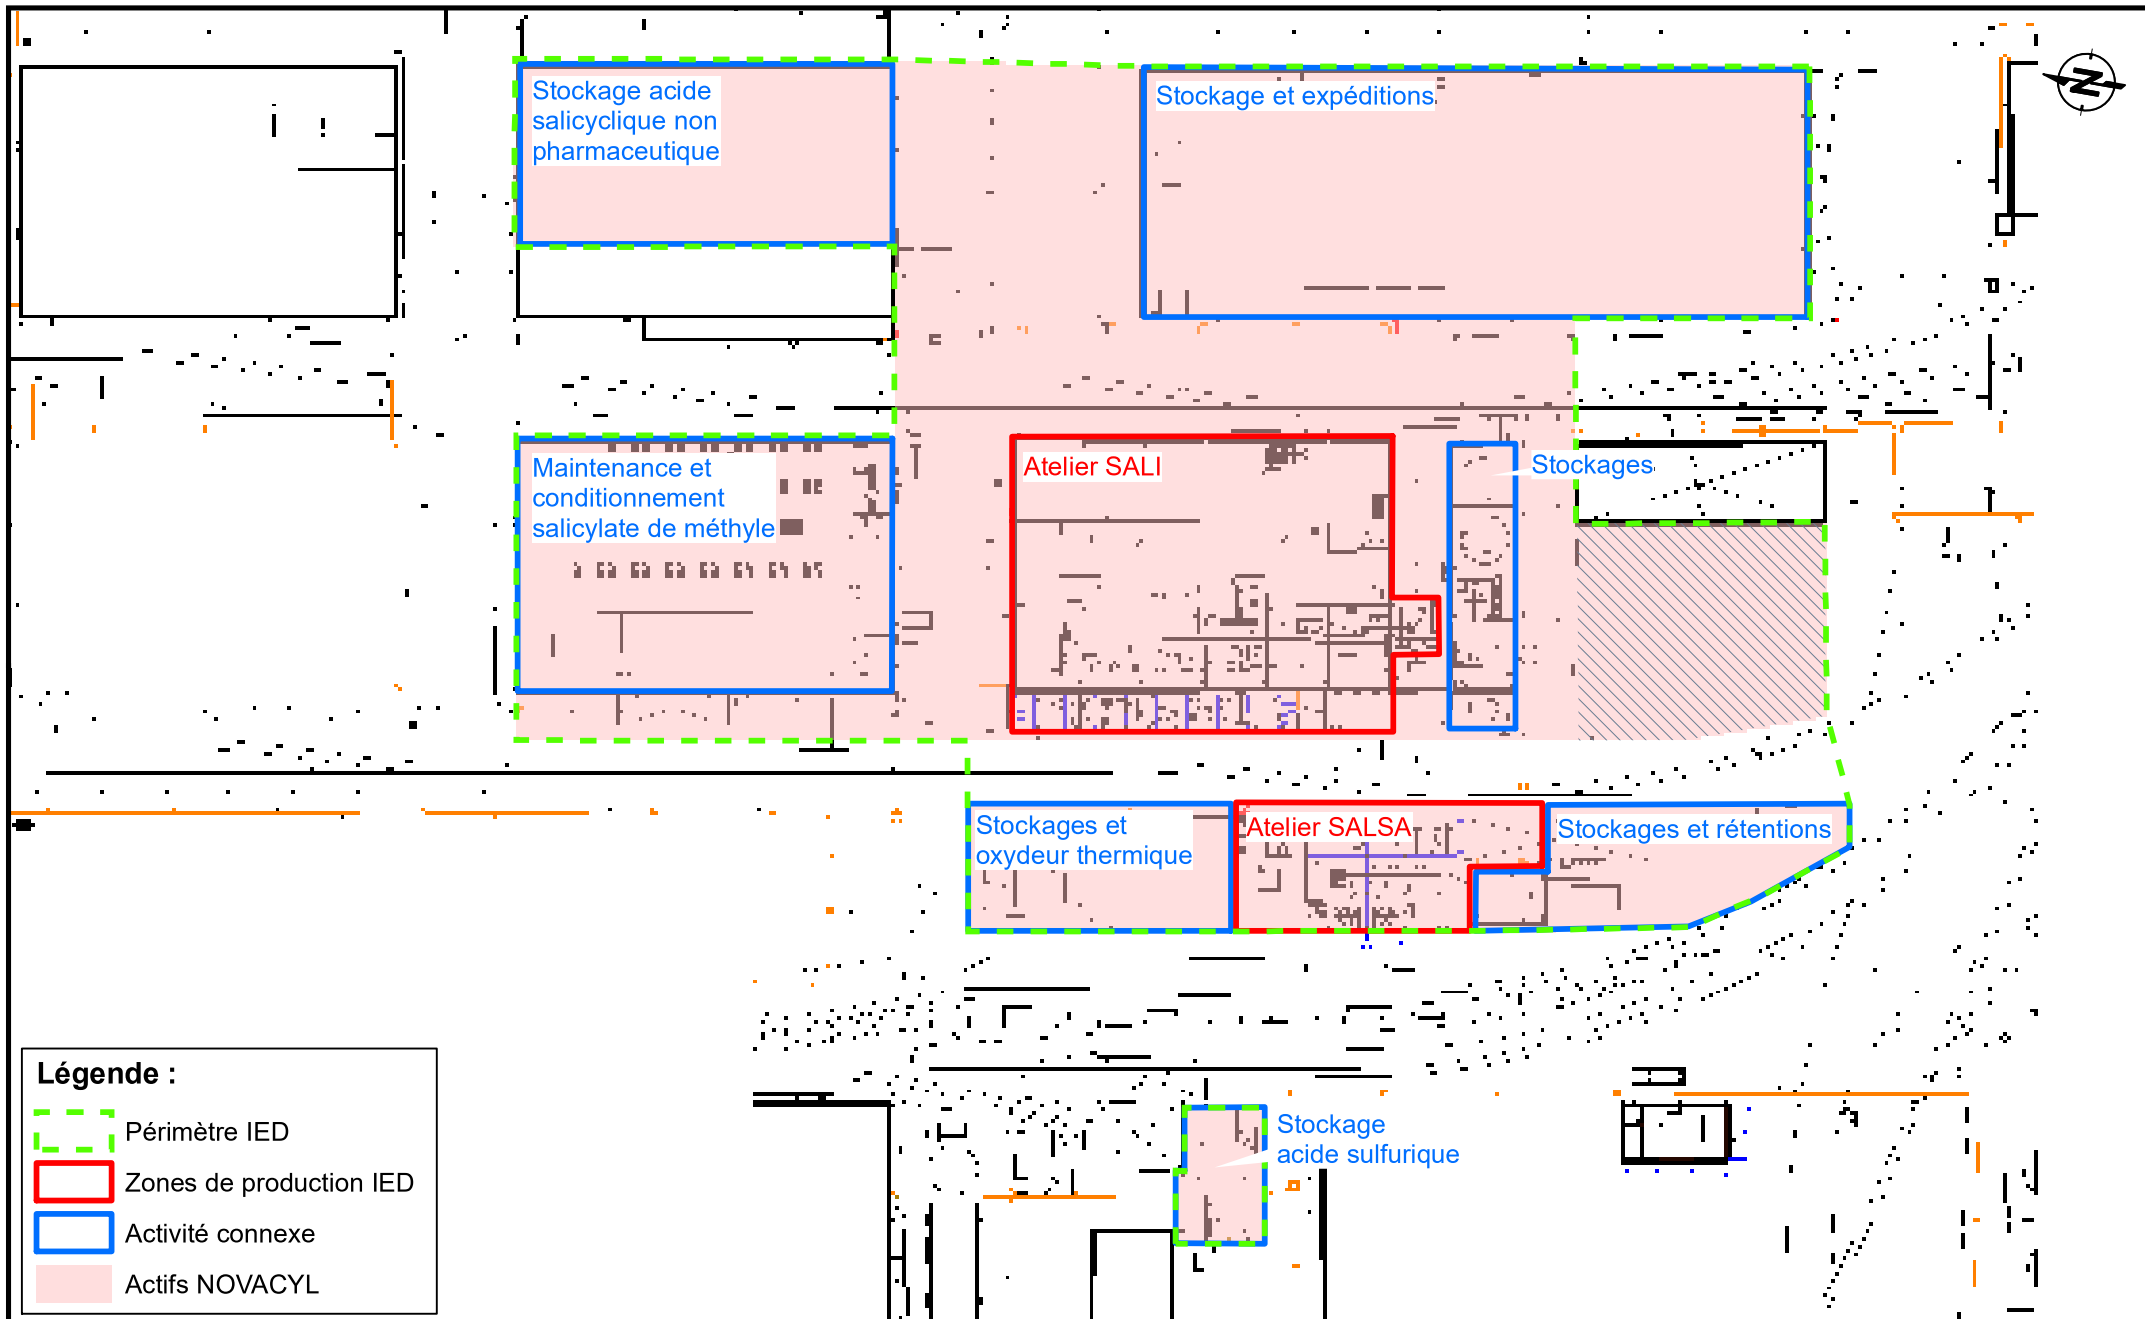 Stockage acide
salicyclique non
pharmaceutique
Stockage et expéditions
N
Maintenance et
conditionnement
salicylate de méthyle
Atelier SALI
Stockages
Stockages et
oxydeur thermique
Atelier SALSA
Stockages et rétentions
Stockage
acide sulfurique
Légende :
Périmètre IED
Zones de production IED
Activité connexe
Actifs NOVACYL